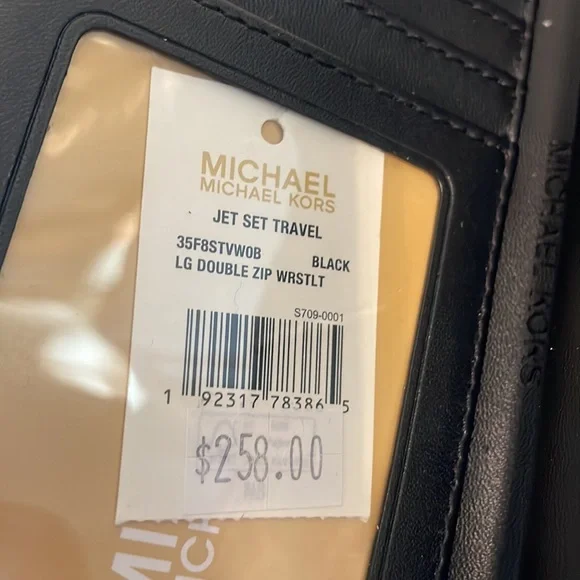 MICHAEL
MICHAEL KORS
JET SET TRAVEL
35F8STVW0B BLACK
LG DOUBLE ZIP WRSTLT
S709-0001
1 92317 78386 5
$258.00
MICHAEL KORS